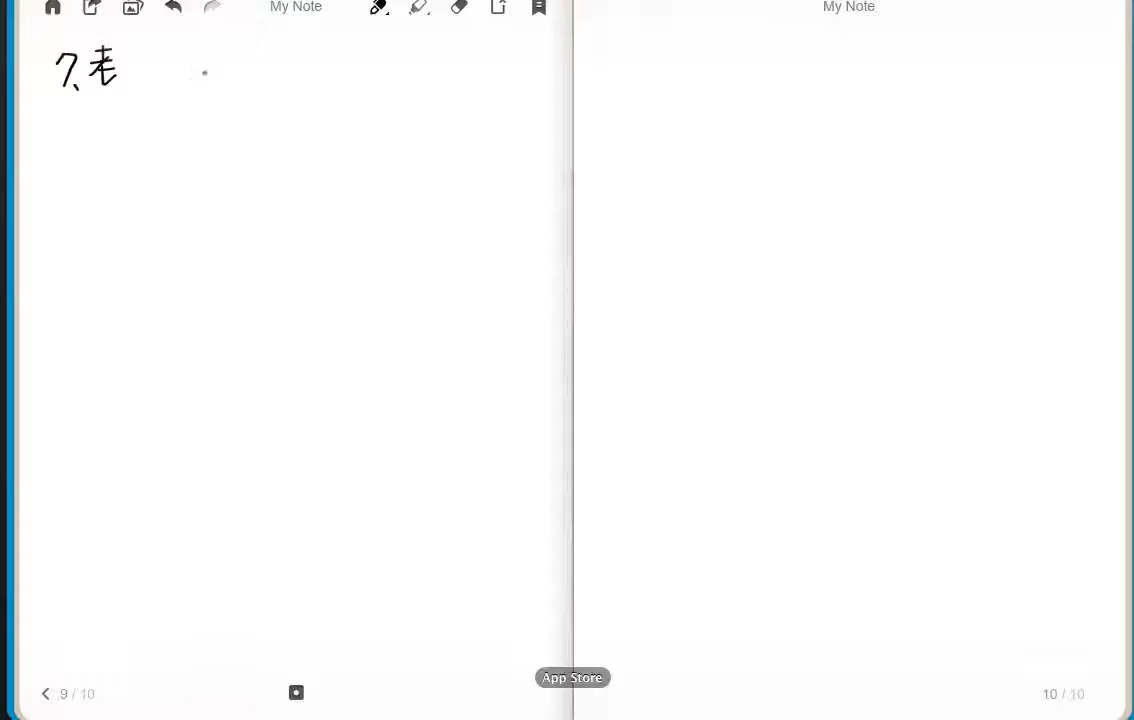 My Note
My Note
7、老
App Store
9 / 10
10 / 10